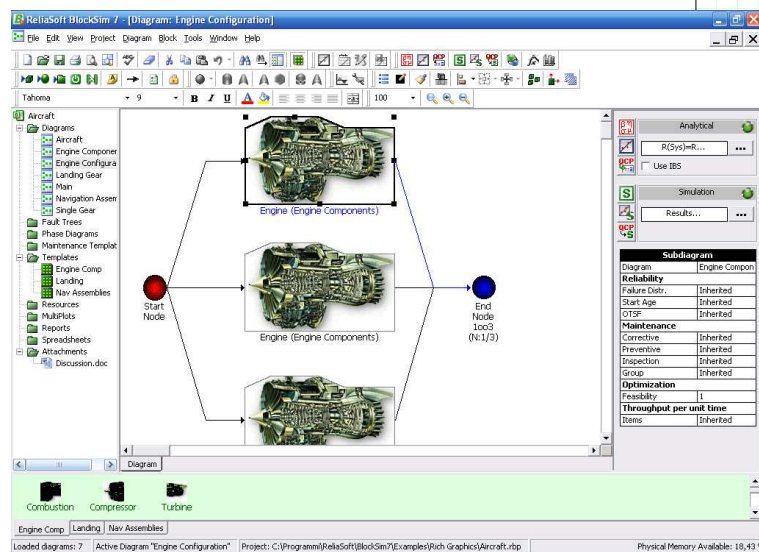 ReliaSoft BlockSim 7 - [Diagram: Engine Configuration]
File Edit View Project Diagram Block Tools Window Help
Tahoma 9 B I U A 100
Aircraft
Diagrams
Aircraft
Engine Componer
Engine Configura
Landing Gear
Main
Navigation Assem
Single Gear
Fault Trees
Phase Diagrams
Maintenance Templat
Templates
Engine Comp
Landing
Nav Assemblies
Resources
MultiPlots
Reports
Spreadsheets
Attachments
Discussion.doc
Engine (Engine Components)
Start
Node
Engine (Engine Components)
End
Node
1oo3
(N:1/3)
Diagram
Analytical
R(Sys)=R... ...
QCP
Use IBS
S Simulation
Results... ...
QCP
S
Subdiagram
Diagram Engine Compon
Reliability
Failure Distr. Inherited
Start Age Inherited
OTSF Inherited
Maintenance
Corrective Inherited
Preventive Inherited
Inspection Inherited
Group Inherited
Optimization
Feasibility 1
Throughput per unit time
Items Inherited
Combustion Compressor Turbine
Engine Comp Landing Nav Assemblies
Loaded diagrams: 7 Active Diagram "Engine Configuration" Project: C:\Programmi\ReliaSoft\BlockSim7\Examples\Rich Graphics\Aircraft.rbp Physical Memory Available: 18,43